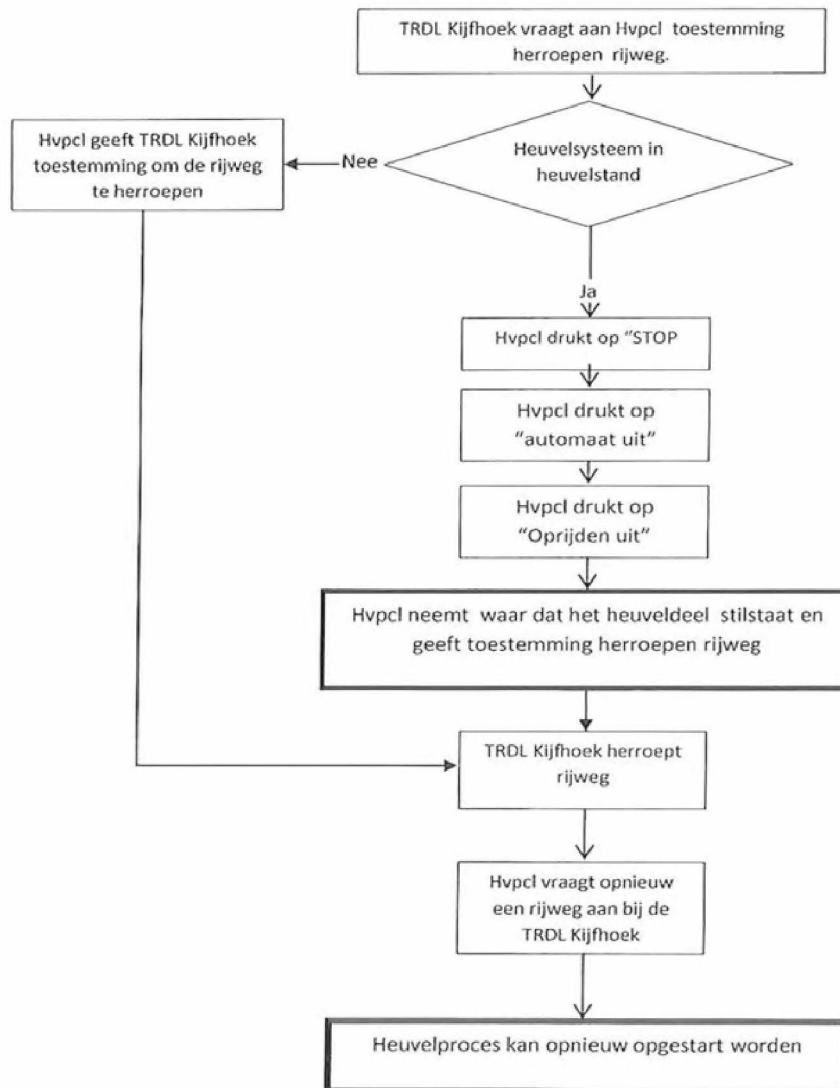 TRDL Kijfhoek vraagt aan Hvpcl toestemming
herroepen rijweg.
Heuvelsysteem in
heuvelstand
Nee
Hvpcl geeft TRDL Kijfhoek
toestemming om de rijweg
te herroepen
Ja
Hvpcl drukt op "STOP
Hvpcl drukt op
"automaat uit"
Hvpcl drukt op
"Oprijden uit"
Hvpcl neemt waar dat het heuveldeel stilstaat en
geeft toestemming herroepen rijweg
TRDL Kijfhoek herroept
rijweg
Hvpcl vraagt opnieuw
een rijweg aan bij de
TRDL Kijfhoek
Heuvelproces kan opnieuw opgestart worden